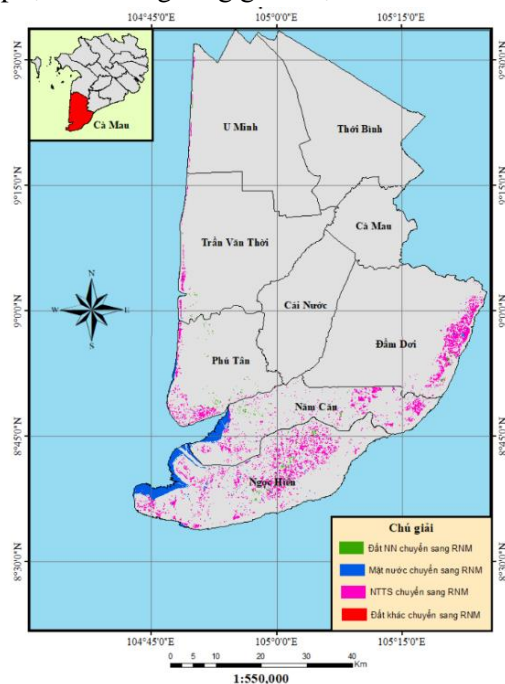 104°45'0"E 105°0'0"E 105°15'0"E
9°30'0"N 9°30'0"N
Cà Mau
U Minh Thới Bình
9°15'0"N 9°15'0"N
Cà Mau
Trần Văn Thời
N
W E
S
9°0'0"N 9°0'0"N
Cái Nước
Đầm Dơi
Phú Tân
Năm Căn
8°45'0"N 8°45'0"N
Ngọc Hiển
Chú giải
Đất NN chuyển sang RNM
Mặt nước chuyển sang RNM
NTTS chuyển sang RNM
Đất khác chuyển sang RNM
8°30'0"N 8°30'0"N
104°45'0"E 105°0'0"E 105°15'0"E
0 5 10 20 30 40
Km
1:550,000